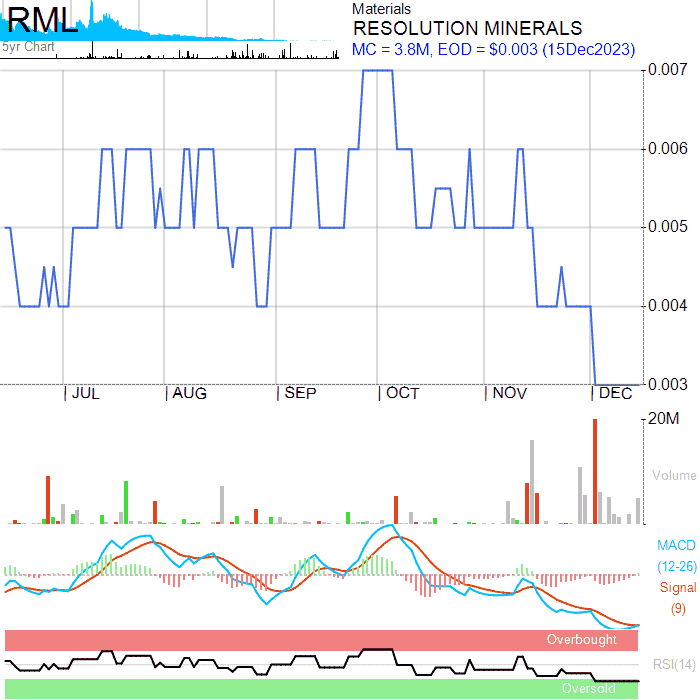 RML
5yr Chart
Materials
RESOLUTION MINERALS
MC = 3.8M, EOD = $0.003 (15Dec2023)
0.007
0.006
0.005
0.004
0.003
JUL AUG SEP OCT NOV DEC
20M
Volume
MACD
(12-26)
Signal
(9)
Overbought
RSI(14)
Oversold